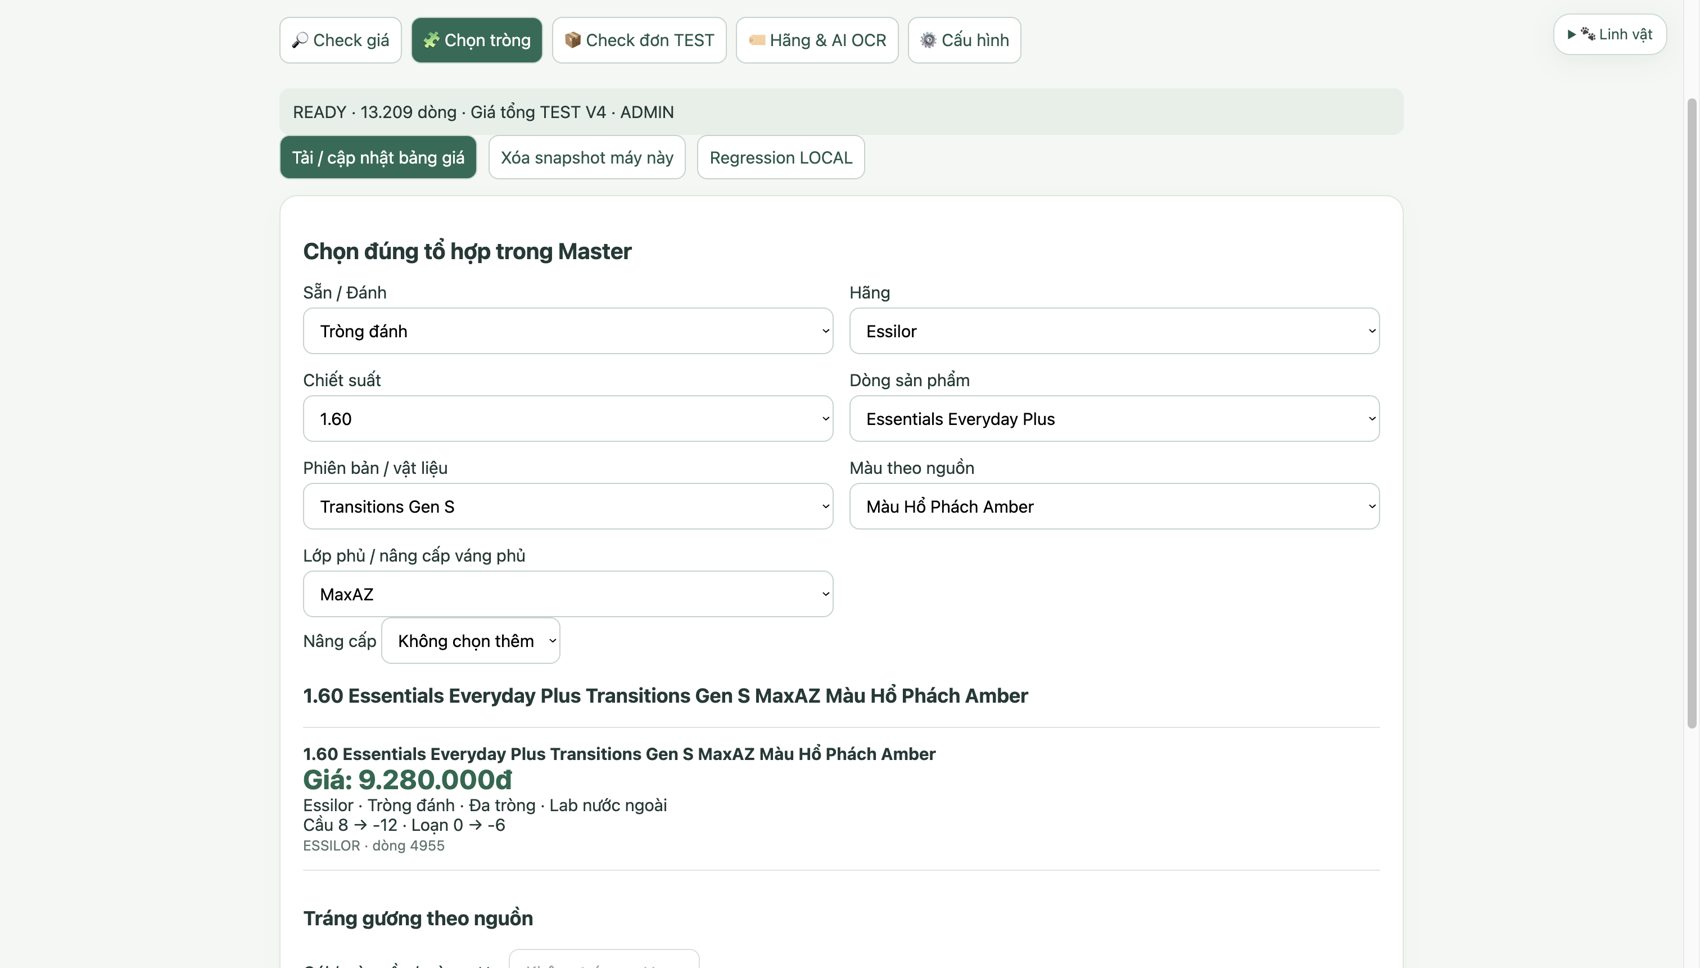 Check giá
Chọn tròng
Check đơn TEST
Hãng & AI OCR
Cấu hình
Linh vật
READY · 13.209 dòng · Giá tổng TEST V4 · ADMIN
Tải / cập nhật bảng giá
Xóa snapshot máy này
Regression LOCAL
Chọn đúng tổ hợp trong Master
Sẵn / Đánh
Tròng đánh
Hãng
Essilor
Chiết suất
1.60
Dòng sản phẩm
Essentials Everyday Plus
Phiên bản / vật liệu
Transitions Gen S
Màu theo nguồn
Màu Hổ Phách Amber
Lớp phủ / nâng cấp váng phủ
MaxAZ
Nâng cấp Không chọn thêm
1.60 Essentials Everyday Plus Transitions Gen S MaxAZ Màu Hổ Phách Amber
1.60 Essentials Everyday Plus Transitions Gen S MaxAZ Màu Hổ Phách Amber
Giá: 9.280.000đ
Essilor · Tròng đánh · Đa tròng · Lab nước ngoài
Cầu 8 → -12 · Loạn 0 → -6
ESSILOR · dòng 4955
Tráng gương theo nguồn